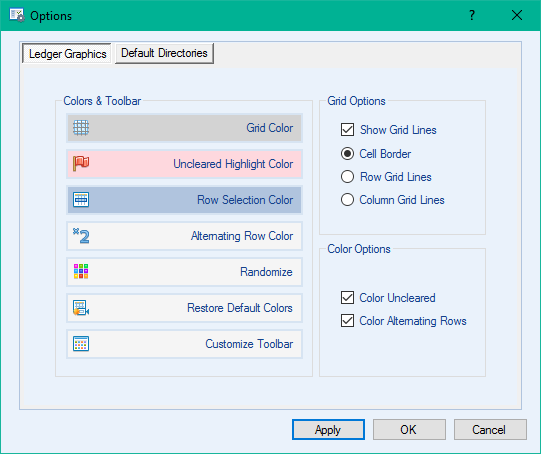 Options
?
Ledger Graphics
Default Directories
Colors & Toolbar
Grid Color
Uncleared Highlight Color
Row Selection Color
×2
Alternating Row Color
Randomize
Restore Default Colors
Customize Toolbar
Grid Options
Show Grid Lines
Cell Border
Row Grid Lines
Column Grid Lines
Color Options
Color Uncleared
Color Alternating Rows
Apply
OK
Cancel